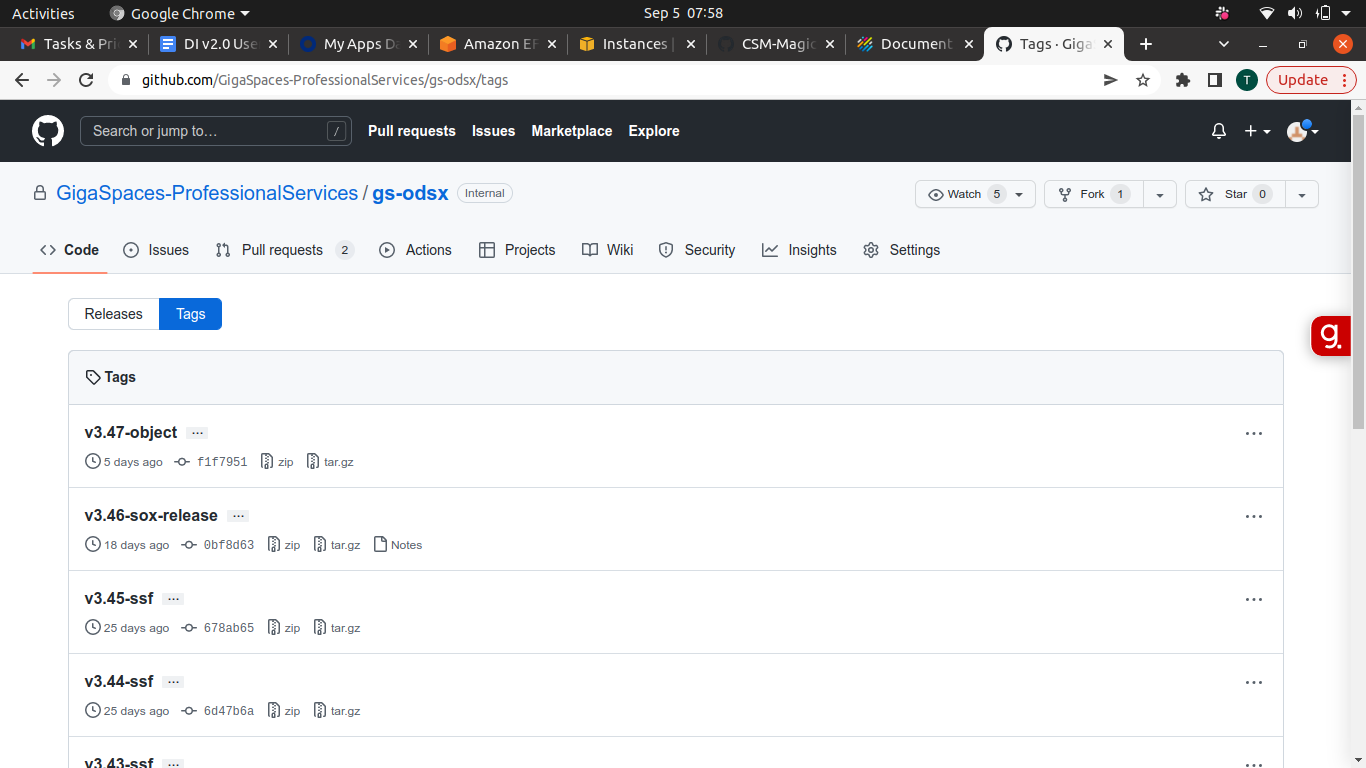 Activities Google Chrome Sep 5 07:58
Tasks & Pri DI v2.0 Use My Apps Da Amazon EF Instances | CSM-Magic Document Tags · Giga
github.com/GigaSpaces-ProfessionalServices/gs-odsx/tags T Update
Search or jump to… / Pull requests Issues Marketplace Explore
GigaSpaces-ProfessionalServices / gs-odsx Internal Watch 5 Fork 1 Star 0
Code Issues Pull requests 2 Actions Projects Wiki Security Insights Settings
Releases Tags
g.
Tags
v3.47-object ...
5 days ago f1f7951 zip tar.gz
v3.46-sox-release ...
18 days ago 0bf8d63 zip tar.gz Notes
v3.45-ssf ...
25 days ago 678ab65 zip tar.gz
v3.44-ssf ...
25 days ago 6d47b6a zip tar.gz
v3.43-ssf ...